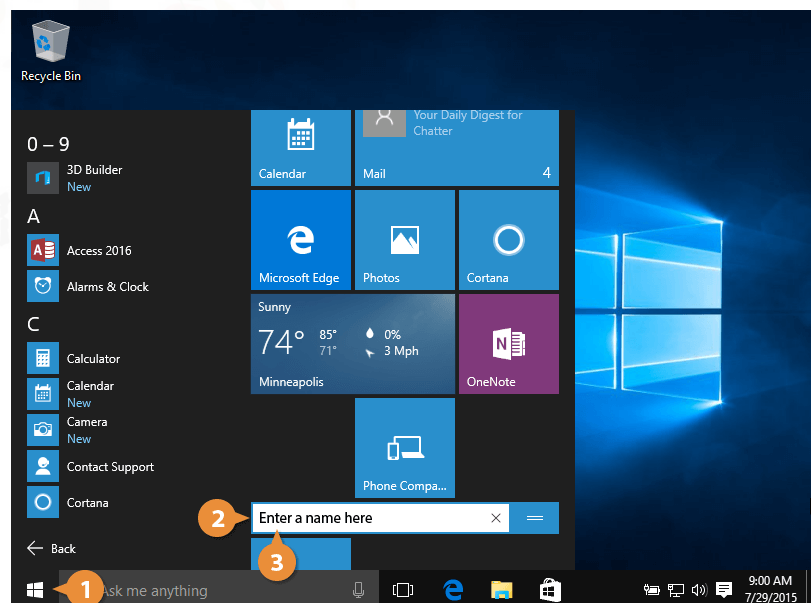 Recycle Bin
0 – 9
3D Builder
New
A
Access 2016
Alarms & Clock
C
Calculator
Calendar
New
Camera
New
Contact Support
Cortana
Back
Calendar
Your Daily Digest for
Chatter
Mail
4
Microsoft Edge
Photos
Cortana
Sunny
74°
85°
71°
0%
3 Mph
Minneapolis
N
OneNote
Phone Compa...
2
Enter a name here
3
1
Ask me anything
9:00 AM
7/29/2015